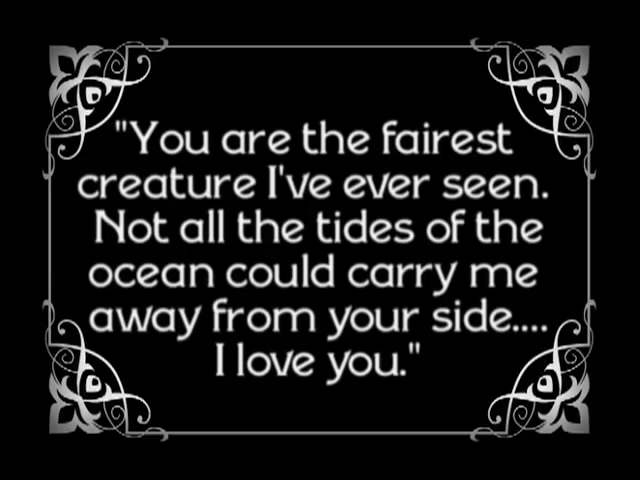 "You are the fairest
creature I've ever seen.
Not all the tides of the
ocean could carry me
away from your side....
I love you."